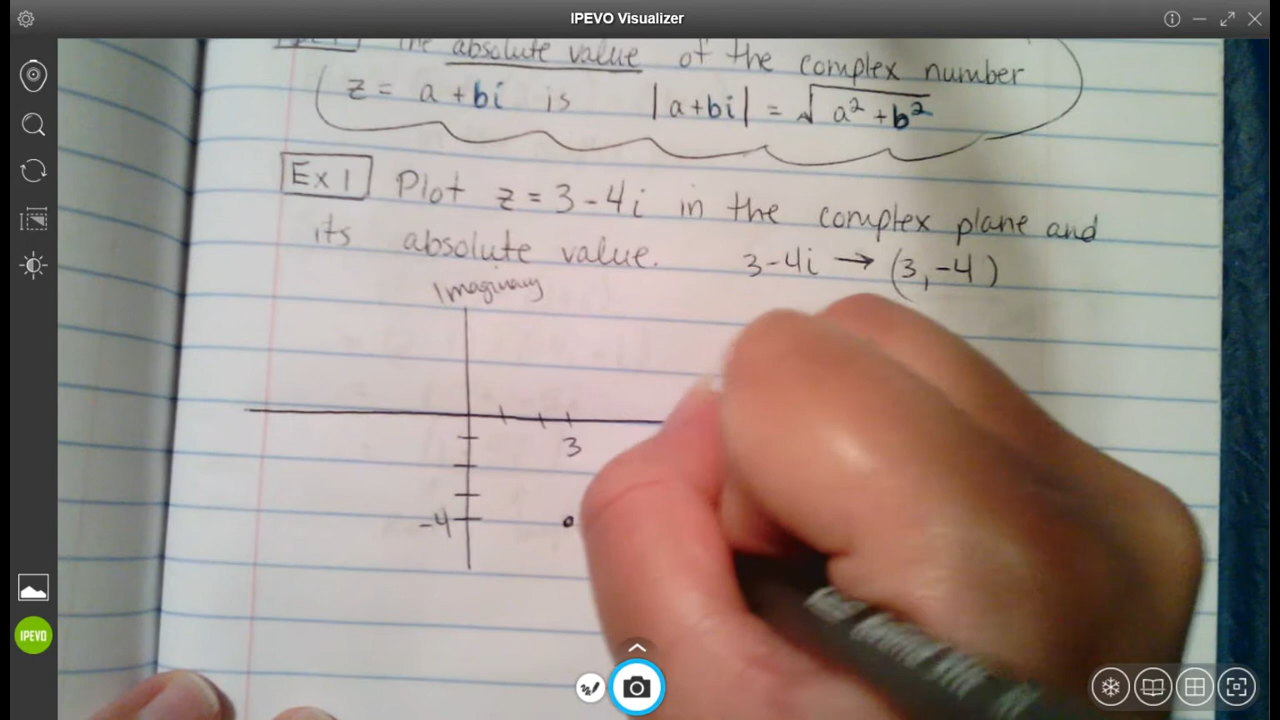 IPEVO Visualizer
The absolute value of the complex number
z = a + bi is |a+bi| = √a² + b²
Ex 1 Plot z = 3 - 4i in the complex plane and
its absolute value. 3-4i → (3, -4)
Imaginary
3
-4
IPEVO